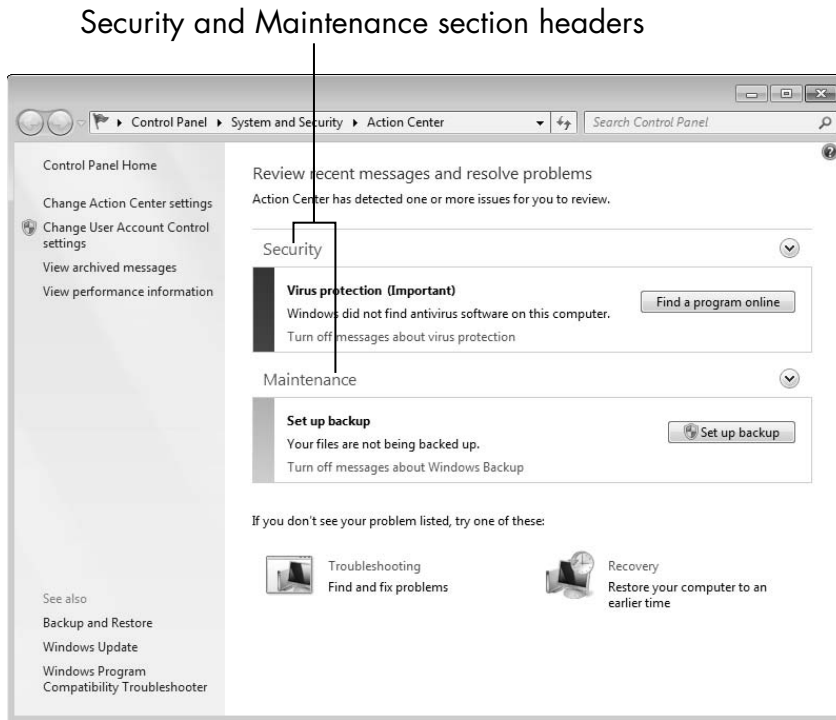 Security and Maintenance section headers
Control Panel
System and Security
Action Center
Search Control Panel
Control Panel Home
Change Action Center settings
Change User Account Control
settings
View archived messages
View performance information
Review recent messages and resolve problems
Action Center has detected one or more issues for you to review.
Security
Virus protection (Important)
Windows did not find antivirus software on this computer.
Turn off messages about virus protection
Find a program online
Maintenance
Set up backup
Your files are not being backed up.
Turn off messages about Windows Backup
Set up backup
If you don't see your problem listed, try one of these:
Troubleshooting
Find and fix problems
Recovery
Restore your computer to an
earlier time
See also
Backup and Restore
Windows Update
Windows Program
Compatibility Troubleshooter